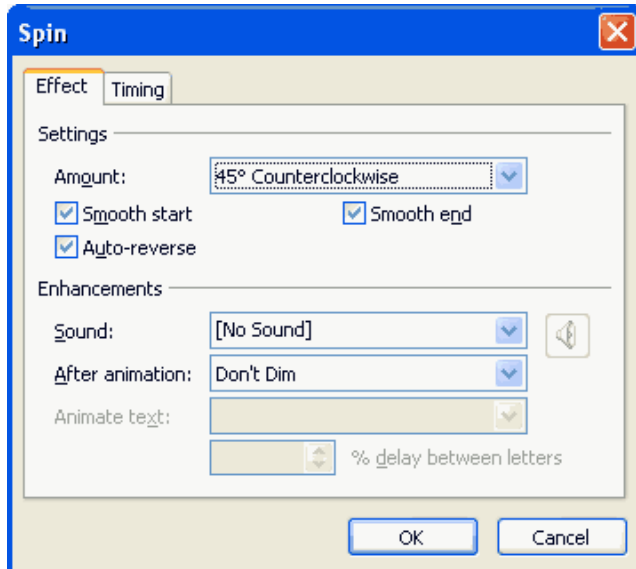 Spin
Effect Timing
Settings
Amount: 45° Counterclockwise
Smooth start Smooth end
Auto-reverse
Enhancements
Sound: [No Sound]
After animation: Don't Dim
Animate text:
% delay between letters
OK Cancel